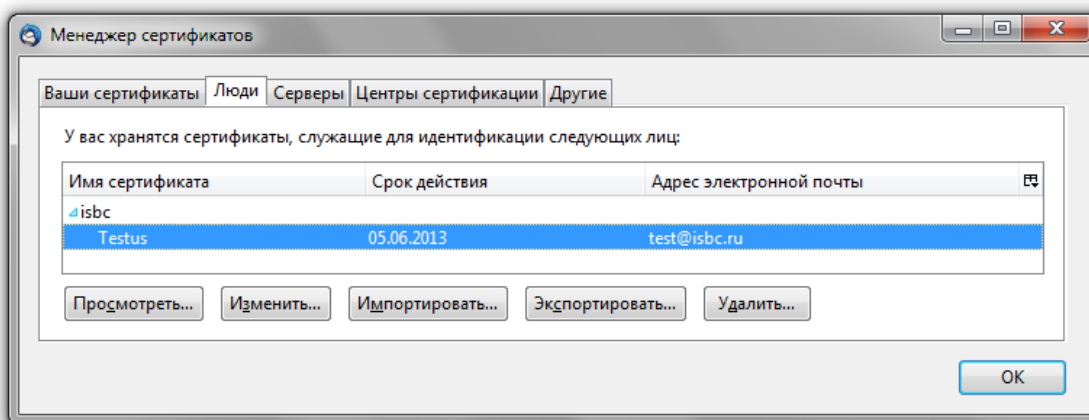 Менеджер сертификатов
Ваши сертификаты Люди Серверы Центры сертификации Другие
У вас хранятся сертификаты, служащие для идентификации следующих лиц:
Имя сертификата Срок действия Адрес электронной почты
isbc
Testus 05.06.2013 test@isbc.ru
Просмотреть... Изменить... Импортировать... Экспортировать... Удалить...
OK